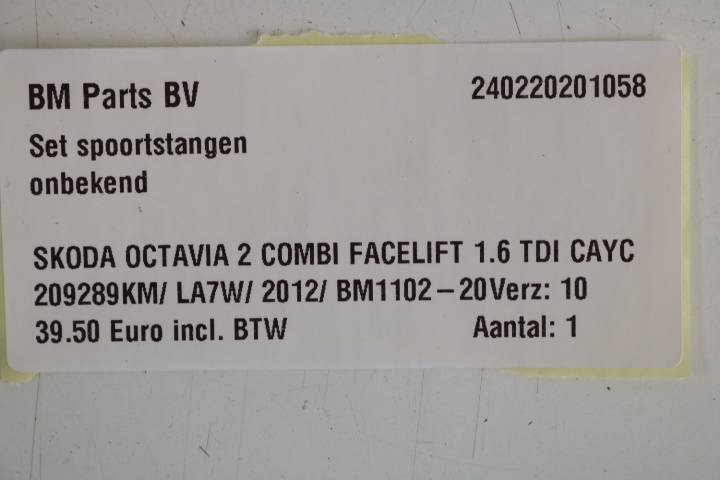 BM Parts BV 240220201058
Set spoortstangen
onbekend
SKODA OCTAVIA 2 COMBI FACELIFT 1.6 TDI CAYC
209289KM/ LA7W/ 2012/ BM1102-20Verz: 10
39.50 Euro incl. BTW Aantal: 1